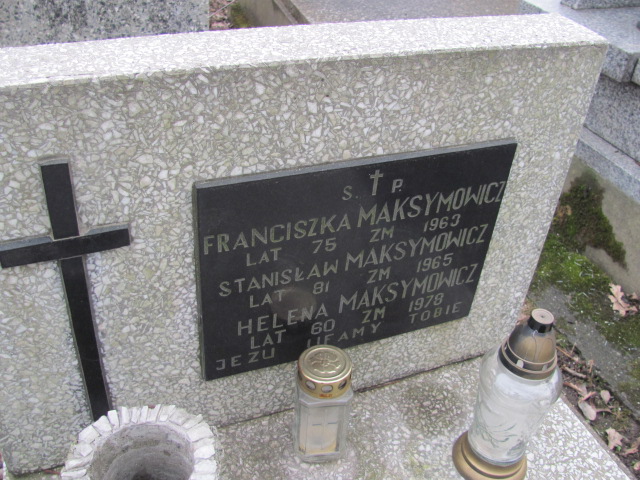 Ś. † P.
FRANCISZKA MAKSYMOWICZ
LAT 75 ZM 1963
STANISŁAW MAKSYMOWICZ
LAT 81 ZM 1965
HELENA MAKSYMOWICZ
LAT 60 ZM 1978
JEZU UFAMY TOBIE